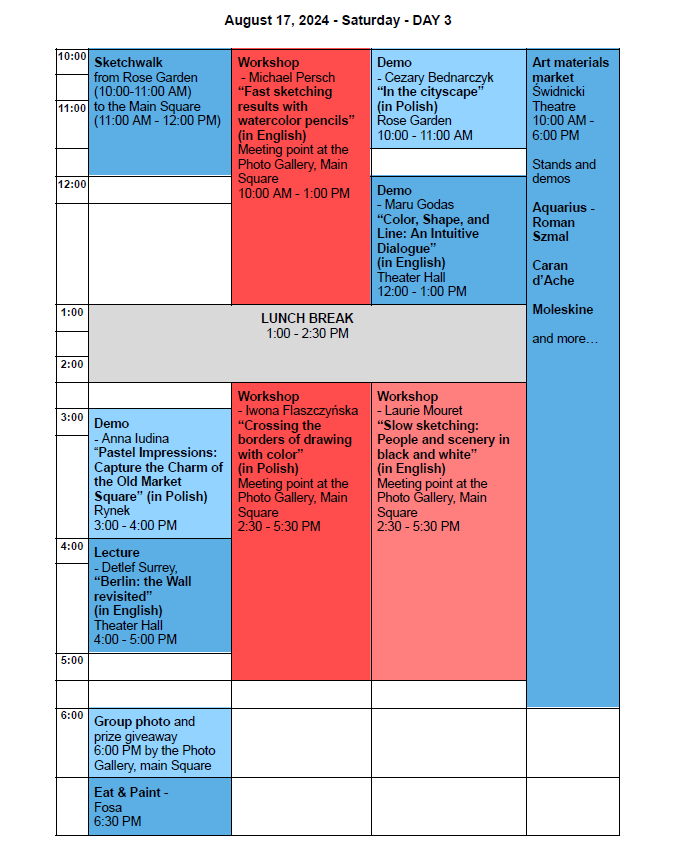 August 17, 2024 - Saturday - DAY 3
10:00
11:00
12:00
1:00
2:00
3:00
4:00
5:00
6:00
Sketchwalk
from Rose Garden
(10:00-11:00 AM)
to the Main Square
(11:00 AM - 12:00 PM)
Workshop
- Michael Persch
“Fast sketching
results with
watercolor pencils”
(in English)
Meeting point at the
Photo Gallery, Main
Square
10:00 AM - 1:00 PM
Demo
- Cezary Bednarczyk
“In the cityscape”
(in Polish)
Rose Garden
10:00 - 11:00 AM
Demo
- Maru Godas
“Color, Shape, and
Line: An Intuitive
Dialogue”
(in English)
Theater Hall
12:00 - 1:00 PM
Art materials
market
Świdnicki
Theatre
10:00 AM -
6:00 PM
Stands and
demos
Aquarius -
Roman
Szmal
Caran
d’Ache
Moleskine
and more…
LUNCH BREAK
1:00 - 2:30 PM
Demo
- Anna Iudina
“Pastel Impressions:
Capture the Charm of
the Old Market
Square” (in Polish)
Rynek
3:00 - 4:00 PM
Lecture
- Detlef Surrey,
“Berlin: the Wall
revisited”
(in English)
Theater Hall
4:00 - 5:00 PM
Workshop
- Iwona Flaszczyńska
“Crossing the
borders of drawing
with color”
(in Polish)
Meeting point at the
Photo Gallery, Main
Square
2:30 - 5:30 PM
Workshop
- Laurie Mouret
“Slow sketching:
People and scenery in
black and white”
(in English)
Meeting point at the
Photo Gallery, Main
Square
2:30 - 5:30 PM
Group photo and
prize giveaway
6:00 PM by the Photo
Gallery, main Square
Eat & Paint -
Fosa
6:30 PM